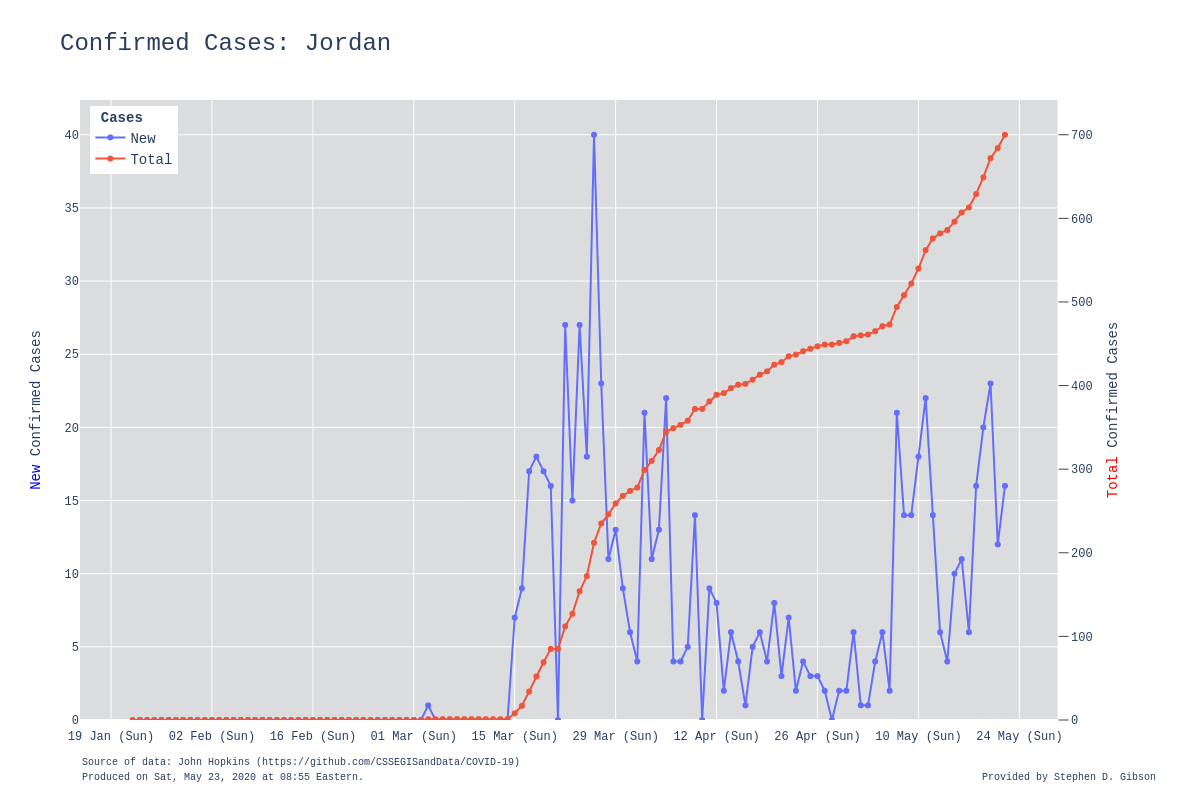 Confirmed Cases: Jordan
Cases
New
Total
40
35
30
25
20
15
10
5
0
New Confirmed Cases
700
600
500
400
300
200
100
0
Total Confirmed Cases
19 Jan (Sun) 02 Feb (Sun) 16 Feb (Sun) 01 Mar (Sun) 15 Mar (Sun) 29 Mar (Sun) 12 Apr (Sun) 26 Apr (Sun) 10 May (Sun) 24 May (Sun)
Source of data: John Hopkins (https://github.com/CSSEGISandData/COVID-19)
Produced on Sat, May 23, 2020 at 08:55 Eastern.
Provided by Stephen D. Gibson